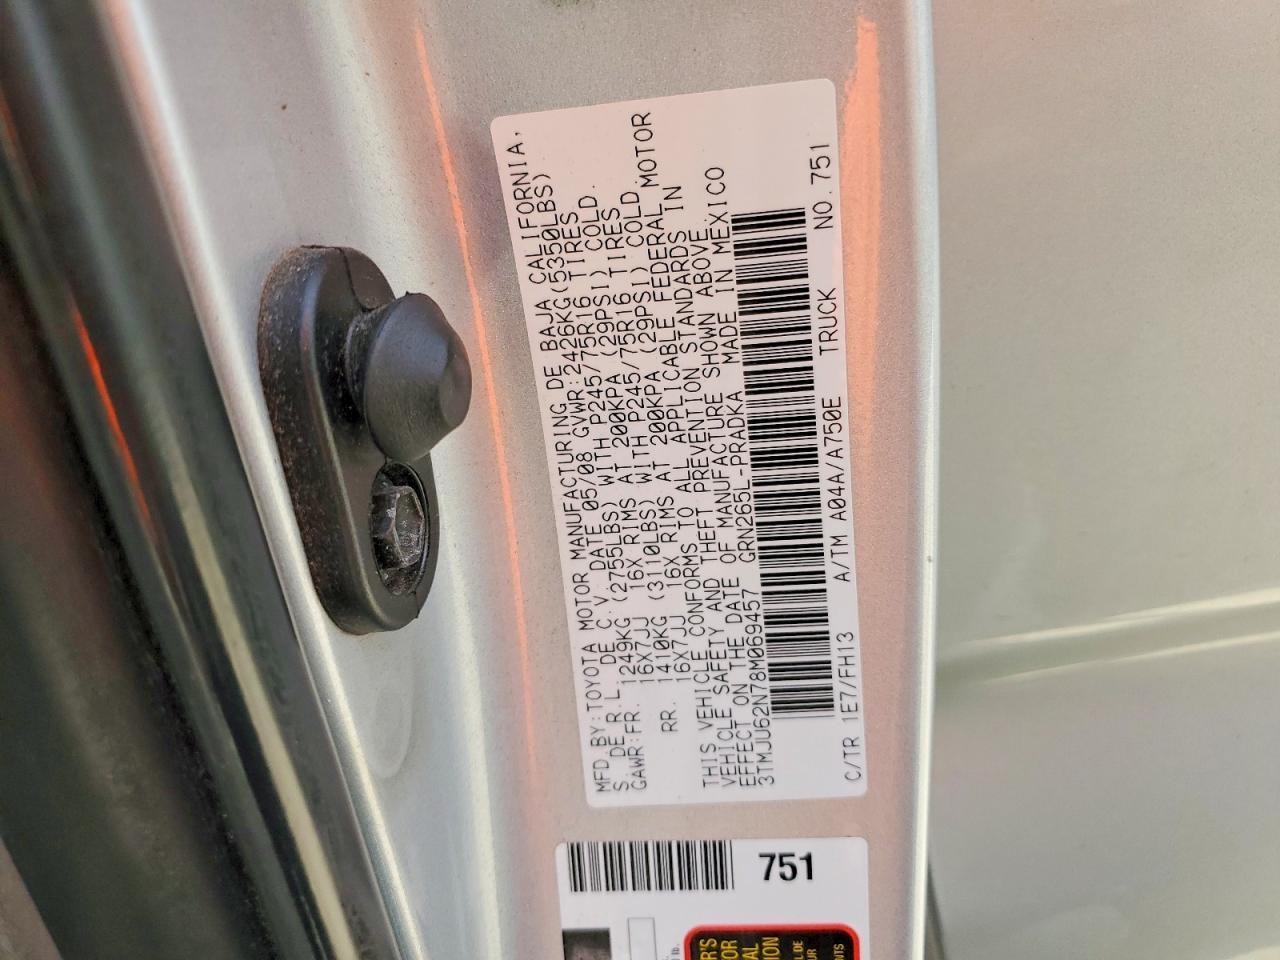 MFD.BY:TOYOTA MOTOR MANUFACTURING DE BAJA CALIFORNIA,
S. DE R.L. DE C.V. DATE 05/08 GVWR:2426KG(5350LBS)
GAWR:FR. 1249KG (2755LBS) WITH P245/75R16 TIRES
16X7JJ 16X RIMS AT 200KPA (29PSI) COLD.
RR. 1410KG (3110LBS) WITH P245/75R16 TIRES
16X7JJ 16X RIMS AT 200KPA (29PSI) COLD
THIS VEHICLE CONFORMS TO ALL APPLICABLE FEDERAL MOTOR
VEHICLE SAFETY AND THEFT PREVENTION STANDARDS IN
EFFECT ON THE DATE OF MANUFACTURE SHOWN ABOVE.
3TMJU62N78M069457 GRN265L-PRADKA MADE IN MEXICO
C/TR 1E7/FH13 A/TM A04A/A750E TRUCK NO.751
751